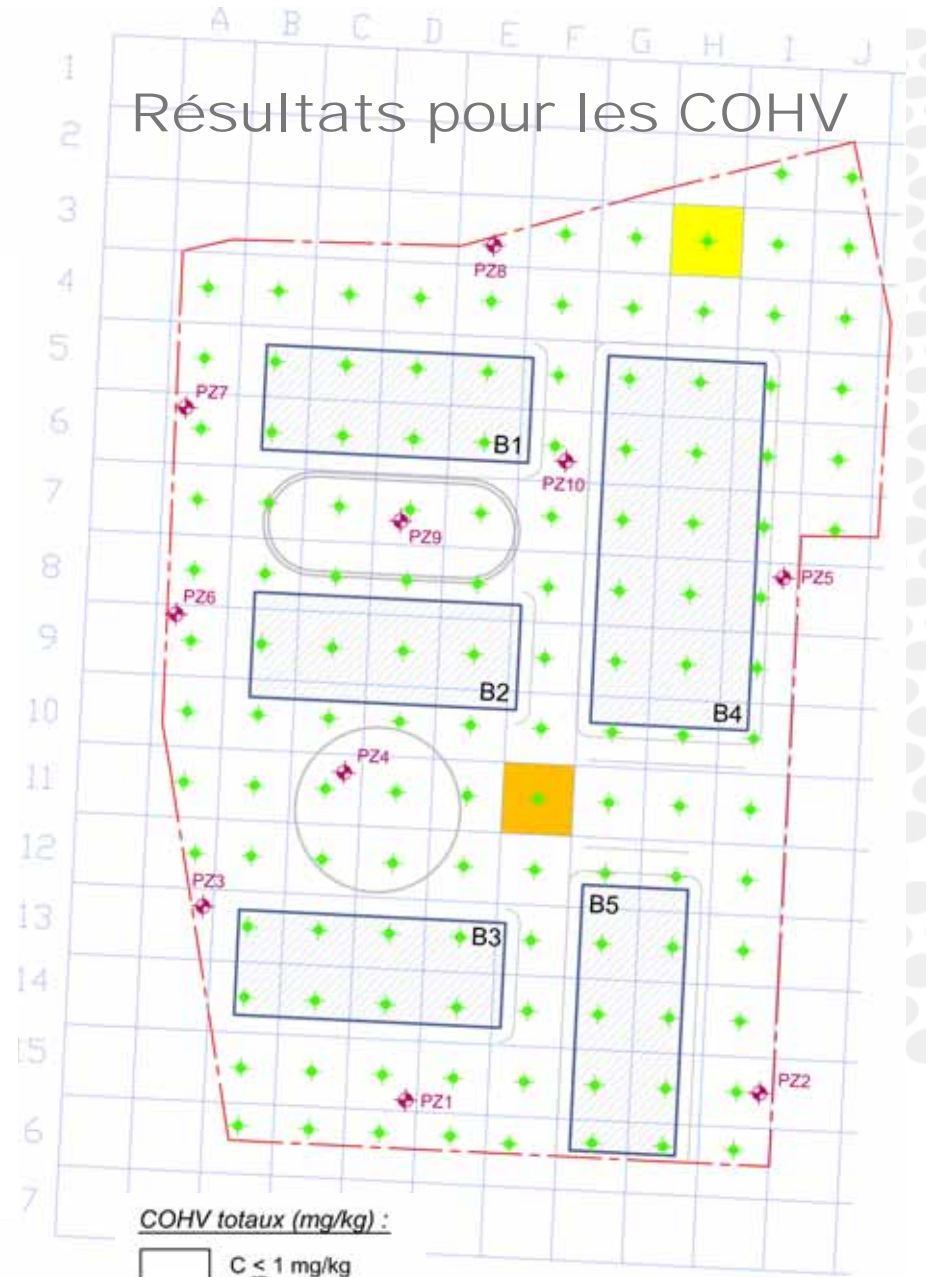 A B C D E F G H I J
1
Résultats pour les COHV
2
3
PZ8
4
5
PZ7
6
B1
PZ10
7
PZ9
8
PZ5
PZ6
9
B2
10
B4
PZ4
11
12
PZ3
13
B5
B3
14
15
PZ2
PZ1
6
7
COHV totaux (mg/kg) :
C ≤ 1 mg/kg